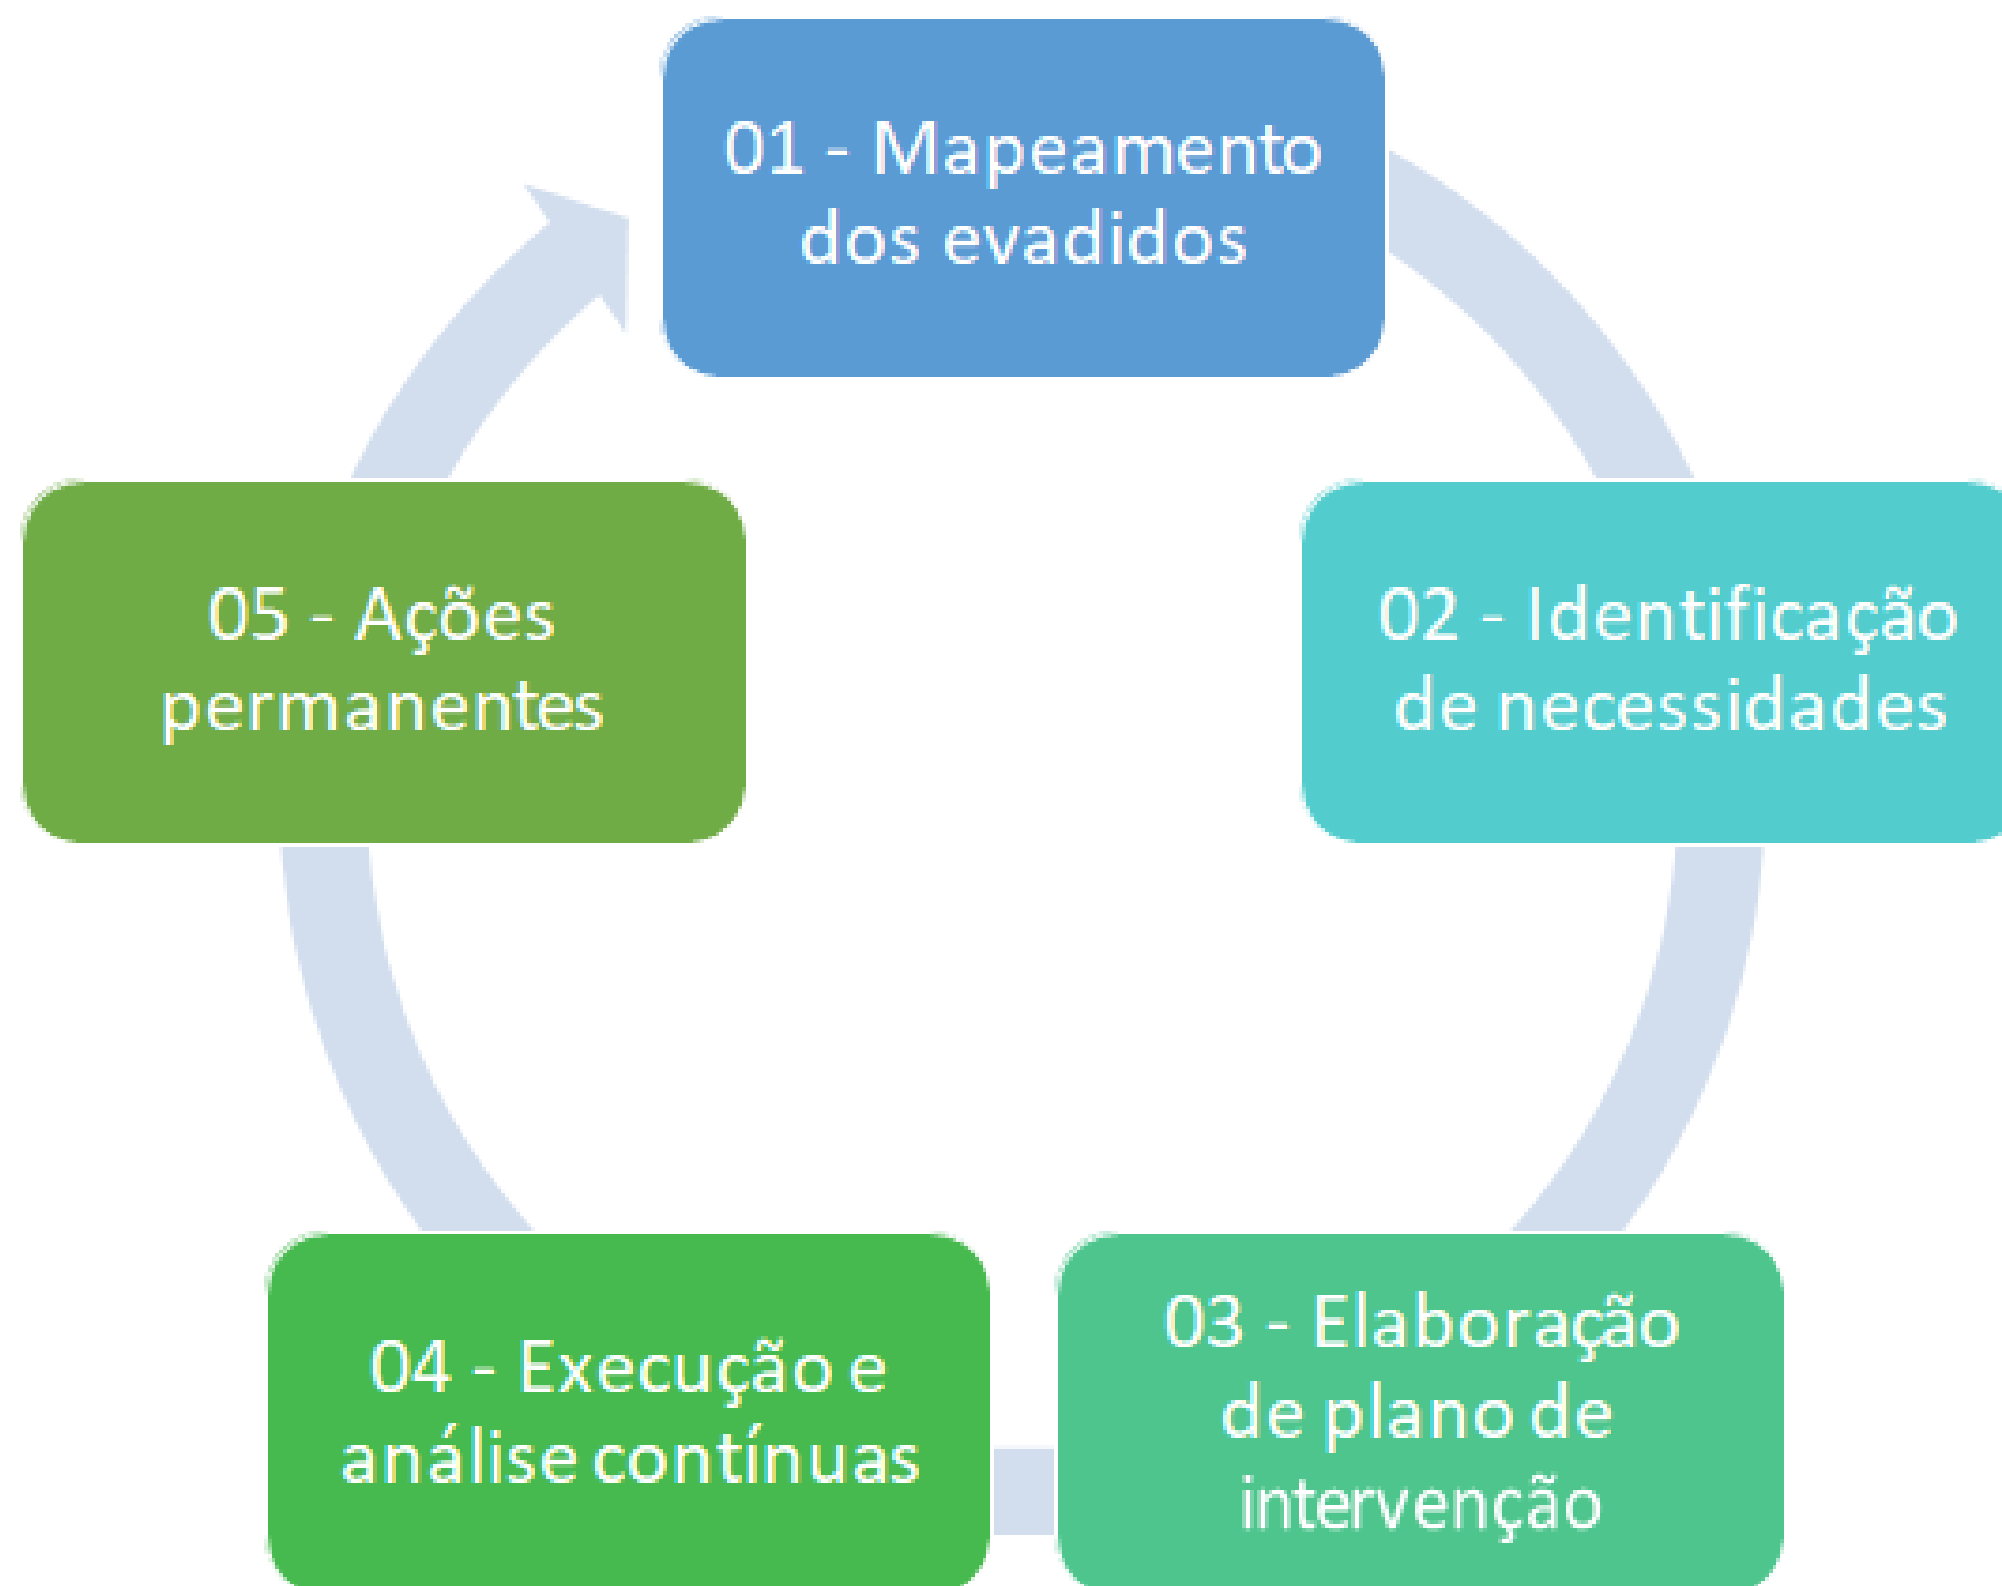 01 - Mapeamento
dos evadidos
02 - Identificação
de necessidades
03 - Elaboração
de plano de
intervenção
04 - Execução e
análise contínuas
05 - Ações
permanentes